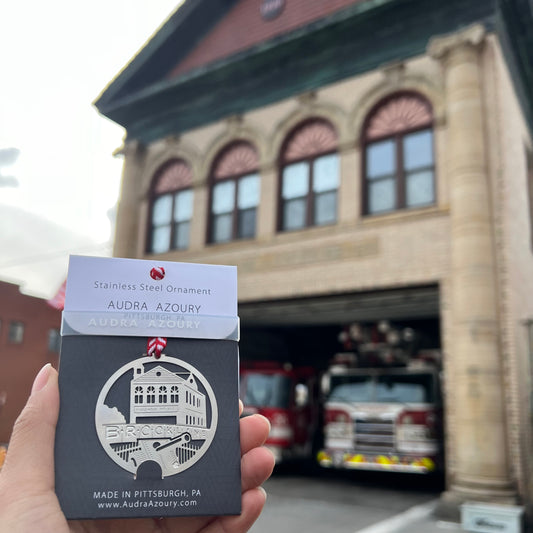 Stainless Steel Ornament
AUDRA AZOURY
PITTSBURGH, PA
AUDRA AZOURY
MADE IN PITTSBURGH, PA
www.AudraAzoury.com